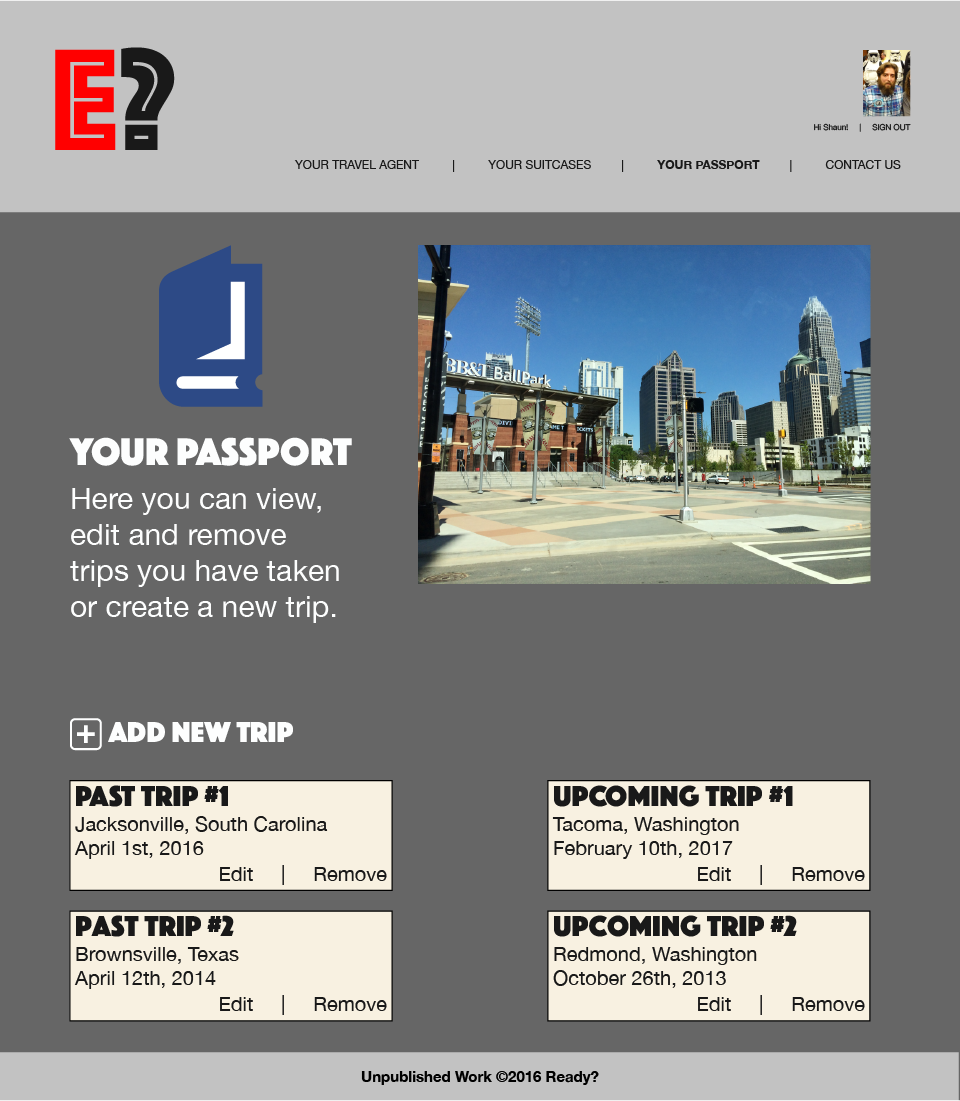 E?
Hi Shaun! | SIGN OUT
YOUR TRAVEL AGENT | YOUR SUITCASES | YOUR PASSPORT | CONTACT US
BB&T BallPark
TICKETS
YOUR PASSPORT
Here you can view,
edit and remove
trips you have taken
or create a new trip.
ADD NEW TRIP
PAST TRIP #1
Jacksonville, South Carolina
April 1st, 2016
Edit | Remove
UPCOMING TRIP #1
Tacoma, Washington
February 10th, 2017
Edit | Remove
PAST TRIP #2
Brownsville, Texas
April 12th, 2014
Edit | Remove
UPCOMING TRIP #2
Redmond, Washington
October 26th, 2013
Edit | Remove
Unpublished Work ©2016 Ready?